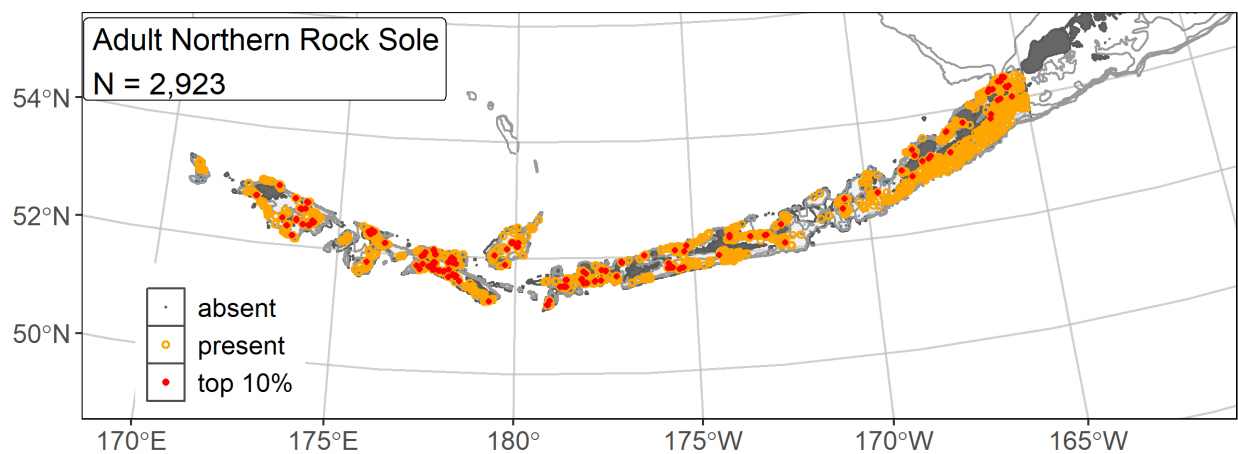 Adult Northern Rock Sole
N = 2,923
54°N
52°N
50°N
absent
present
top 10%
170°E
175°E
180°
175°W
170°W
165°W